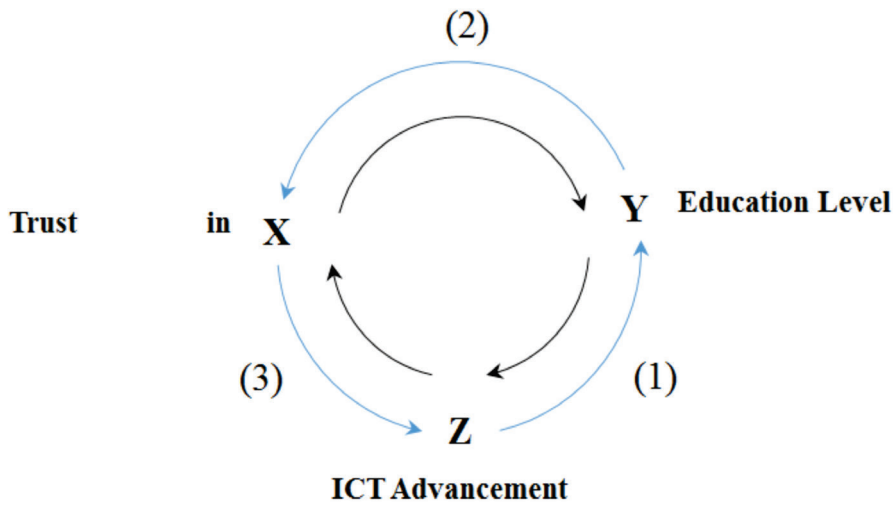 (2)
Trust in X
Y Education Level
(3)
(1)
Z
ICT Advancement